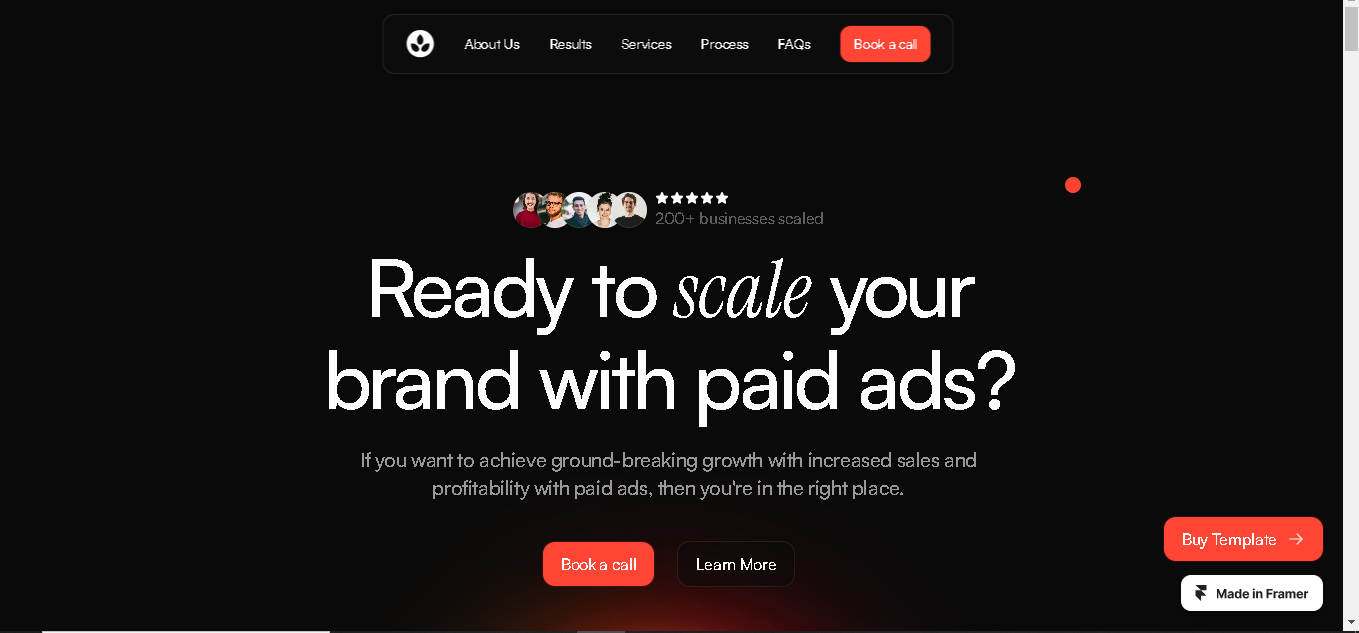 About Us
Results
Services
Process
FAQs
Book a call
200+ businesses scaled
Ready to scale your
brand with paid ads?
If you want to achieve ground-breaking growth with increased sales and
profitability with paid ads, then you're in the right place.
Book a call
Learn More
Buy Template
Made in Framer